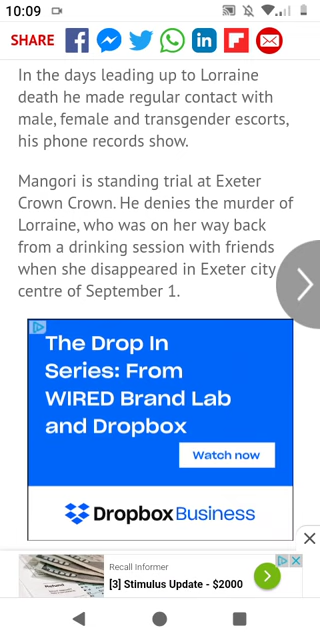 10:09
SHARE
In the days leading up to Lorraine
death he made regular contact with
male, female and transgender escorts,
his phone records show.
Mangori is standing trial at Exeter
Crown Crown. He denies the murder of
Lorraine, who was on her way back
from a drinking session with friends
when she disappeared in Exeter city
centre of September 1.
The Drop In
Series: From
WIRED Brand Lab
and Dropbox
Watch now
Dropbox Business
Recall Informer
[3] Stimulus Update - $2000